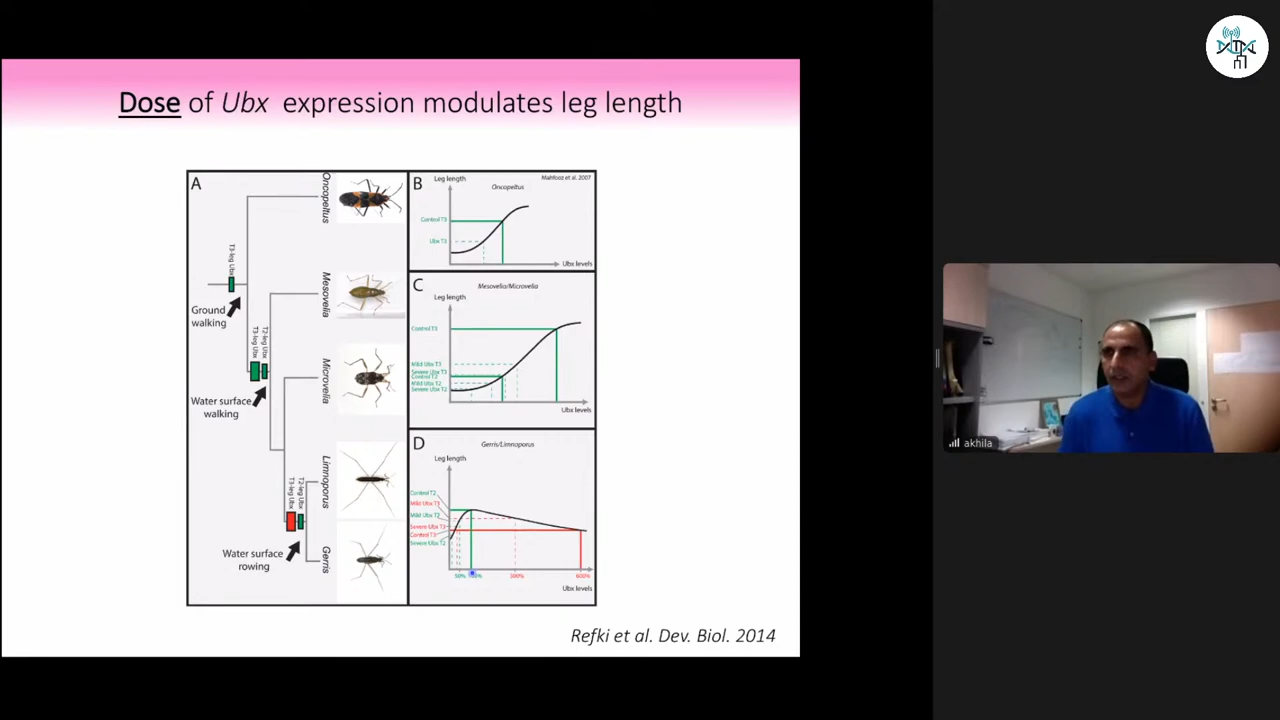 Dose of Ubx expression modulates leg length
A
Oncopeltus
T3-leg Ubx
Ground
walking
Mesovelia
T3-leg Ubx
T2-leg Ubx
Water surface
walking
Microvelia
Limnoporus
T3-leg Ubx
T2-leg Ubx
Water surface
rowing
Gerris
B
Leg length
Mahfooz et al. 2007
Oncopeltus
Control T3
Ubx T3
Ubx levels
C
Mesovelia/Microvelia
Leg length
Control T3
Mild Ubx T3
Severe Ubx T3
Control T2
Mild Ubx T2
Severe Ubx T2
Ubx levels
D
Gerris/Limnoporus
Leg length
Control T2
Mild Ubx T3
Mild Ubx T2
Severe Ubx T3
Control T3
Severe Ubx T2
50%
300%
600%
Ubx levels
Refki et al. Dev. Biol. 2014
akhila